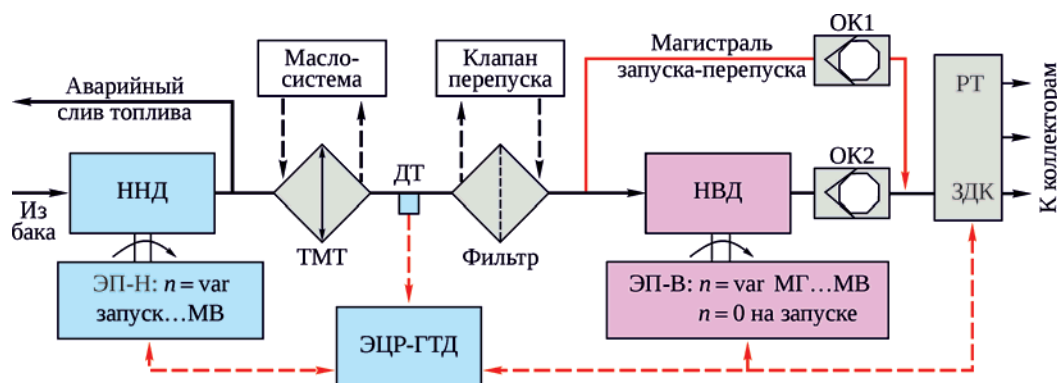 Аварийный
слив топлива
Масло-
система
Клапан
перепуска
Магистраль
запуска-перепуска
ОК1
РТ
ЗДК
К коллекторам
Из
бака
ННД
ТМТ
ДТ
Фильтр
НВД
ОК2
ЭП-Н: n = var
запуск...МВ
ЭЦР-ГТД
ЭП-В: n = var МГ...МВ
n = 0 на запуске